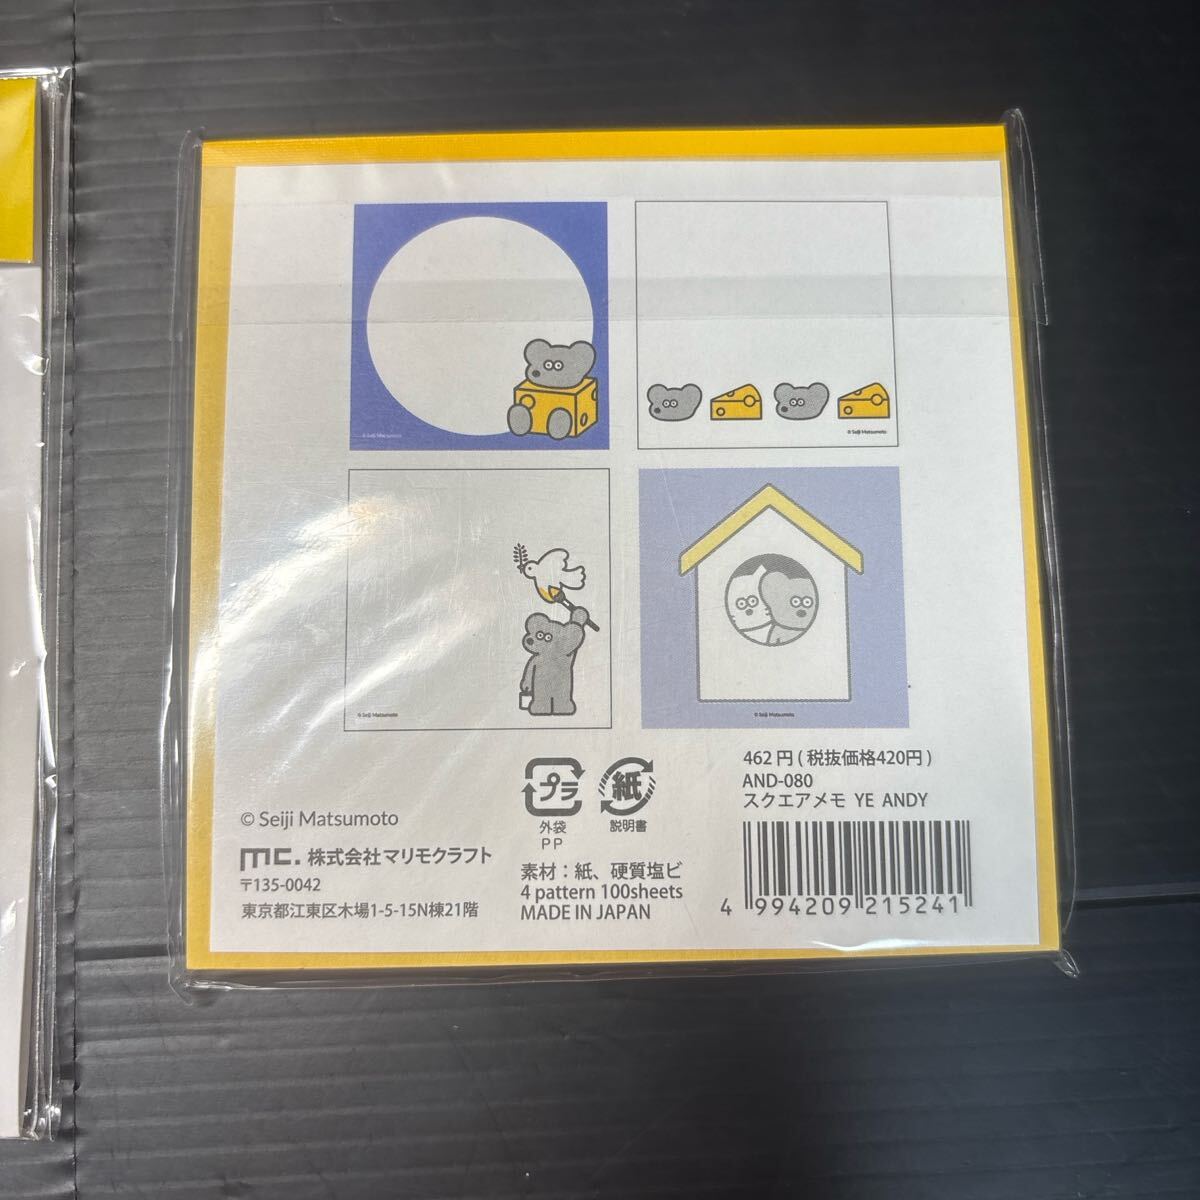 © Seiji Matsumoto
© Seiji Matsumoto
© Seiji Matsumoto
© Seiji Matsumoto
© Seiji Matsumoto
mc. 株式会社マリモクラフト
〒135-0042
東京都江東区木場1-5-15N棟21階
プラ
外袋
PP
紙
説明書
素材：紙、硬質塩ビ
4 pattern 100sheets
MADE IN JAPAN
462 円 ( 税抜価格420円 )
AND-080
スクエアメモ YE ANDY
4 994209 215241